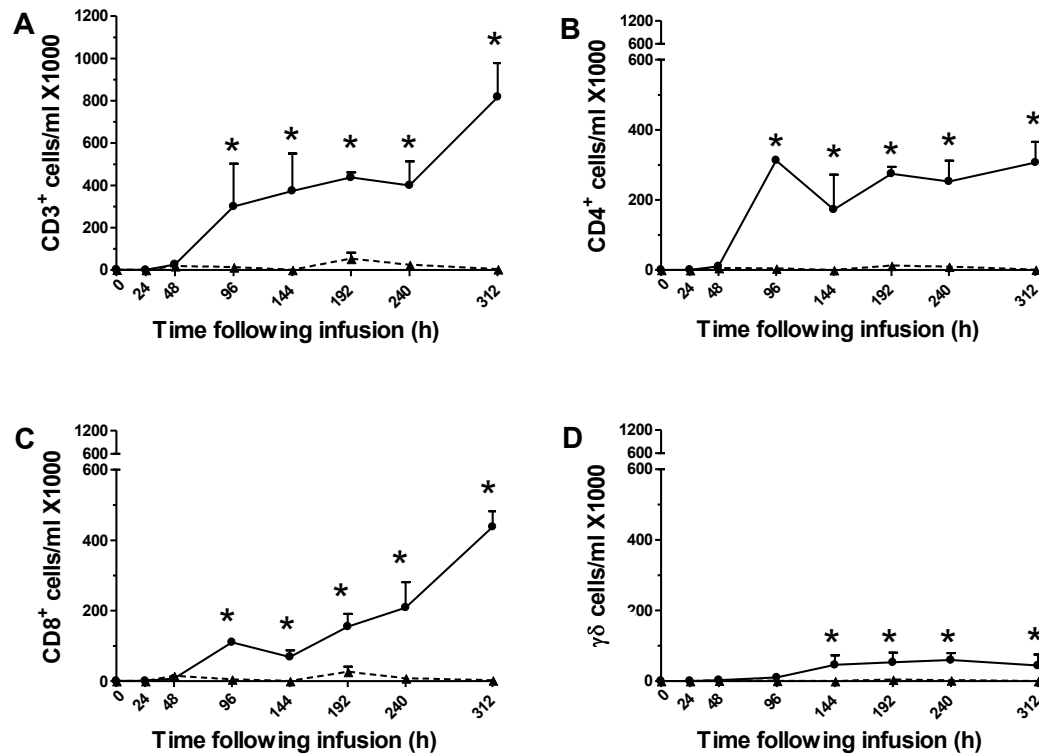 A
CD3⁺ cells/ml X1000
1200
1000
800
600
400
200
0
* * * * *
0 24 48 96 144 192 240 312
Time following infusion (h)
B
CD4⁺ cells/ml X1000
1200
600
600
400
200
0
* * * * *
0 24 48 96 144 192 240 312
Time following infusion (h)
C
CD8⁺ cells/ml X1000
1200
600
600
400
200
0
* * * * *
0 24 48 96 144 192 240 312
Time following infusion (h)
D
γδ cells/ml X1000
1200
600
600
400
200
0
* * * *
0 24 48 96 144 192 240 312
Time following infusion (h)